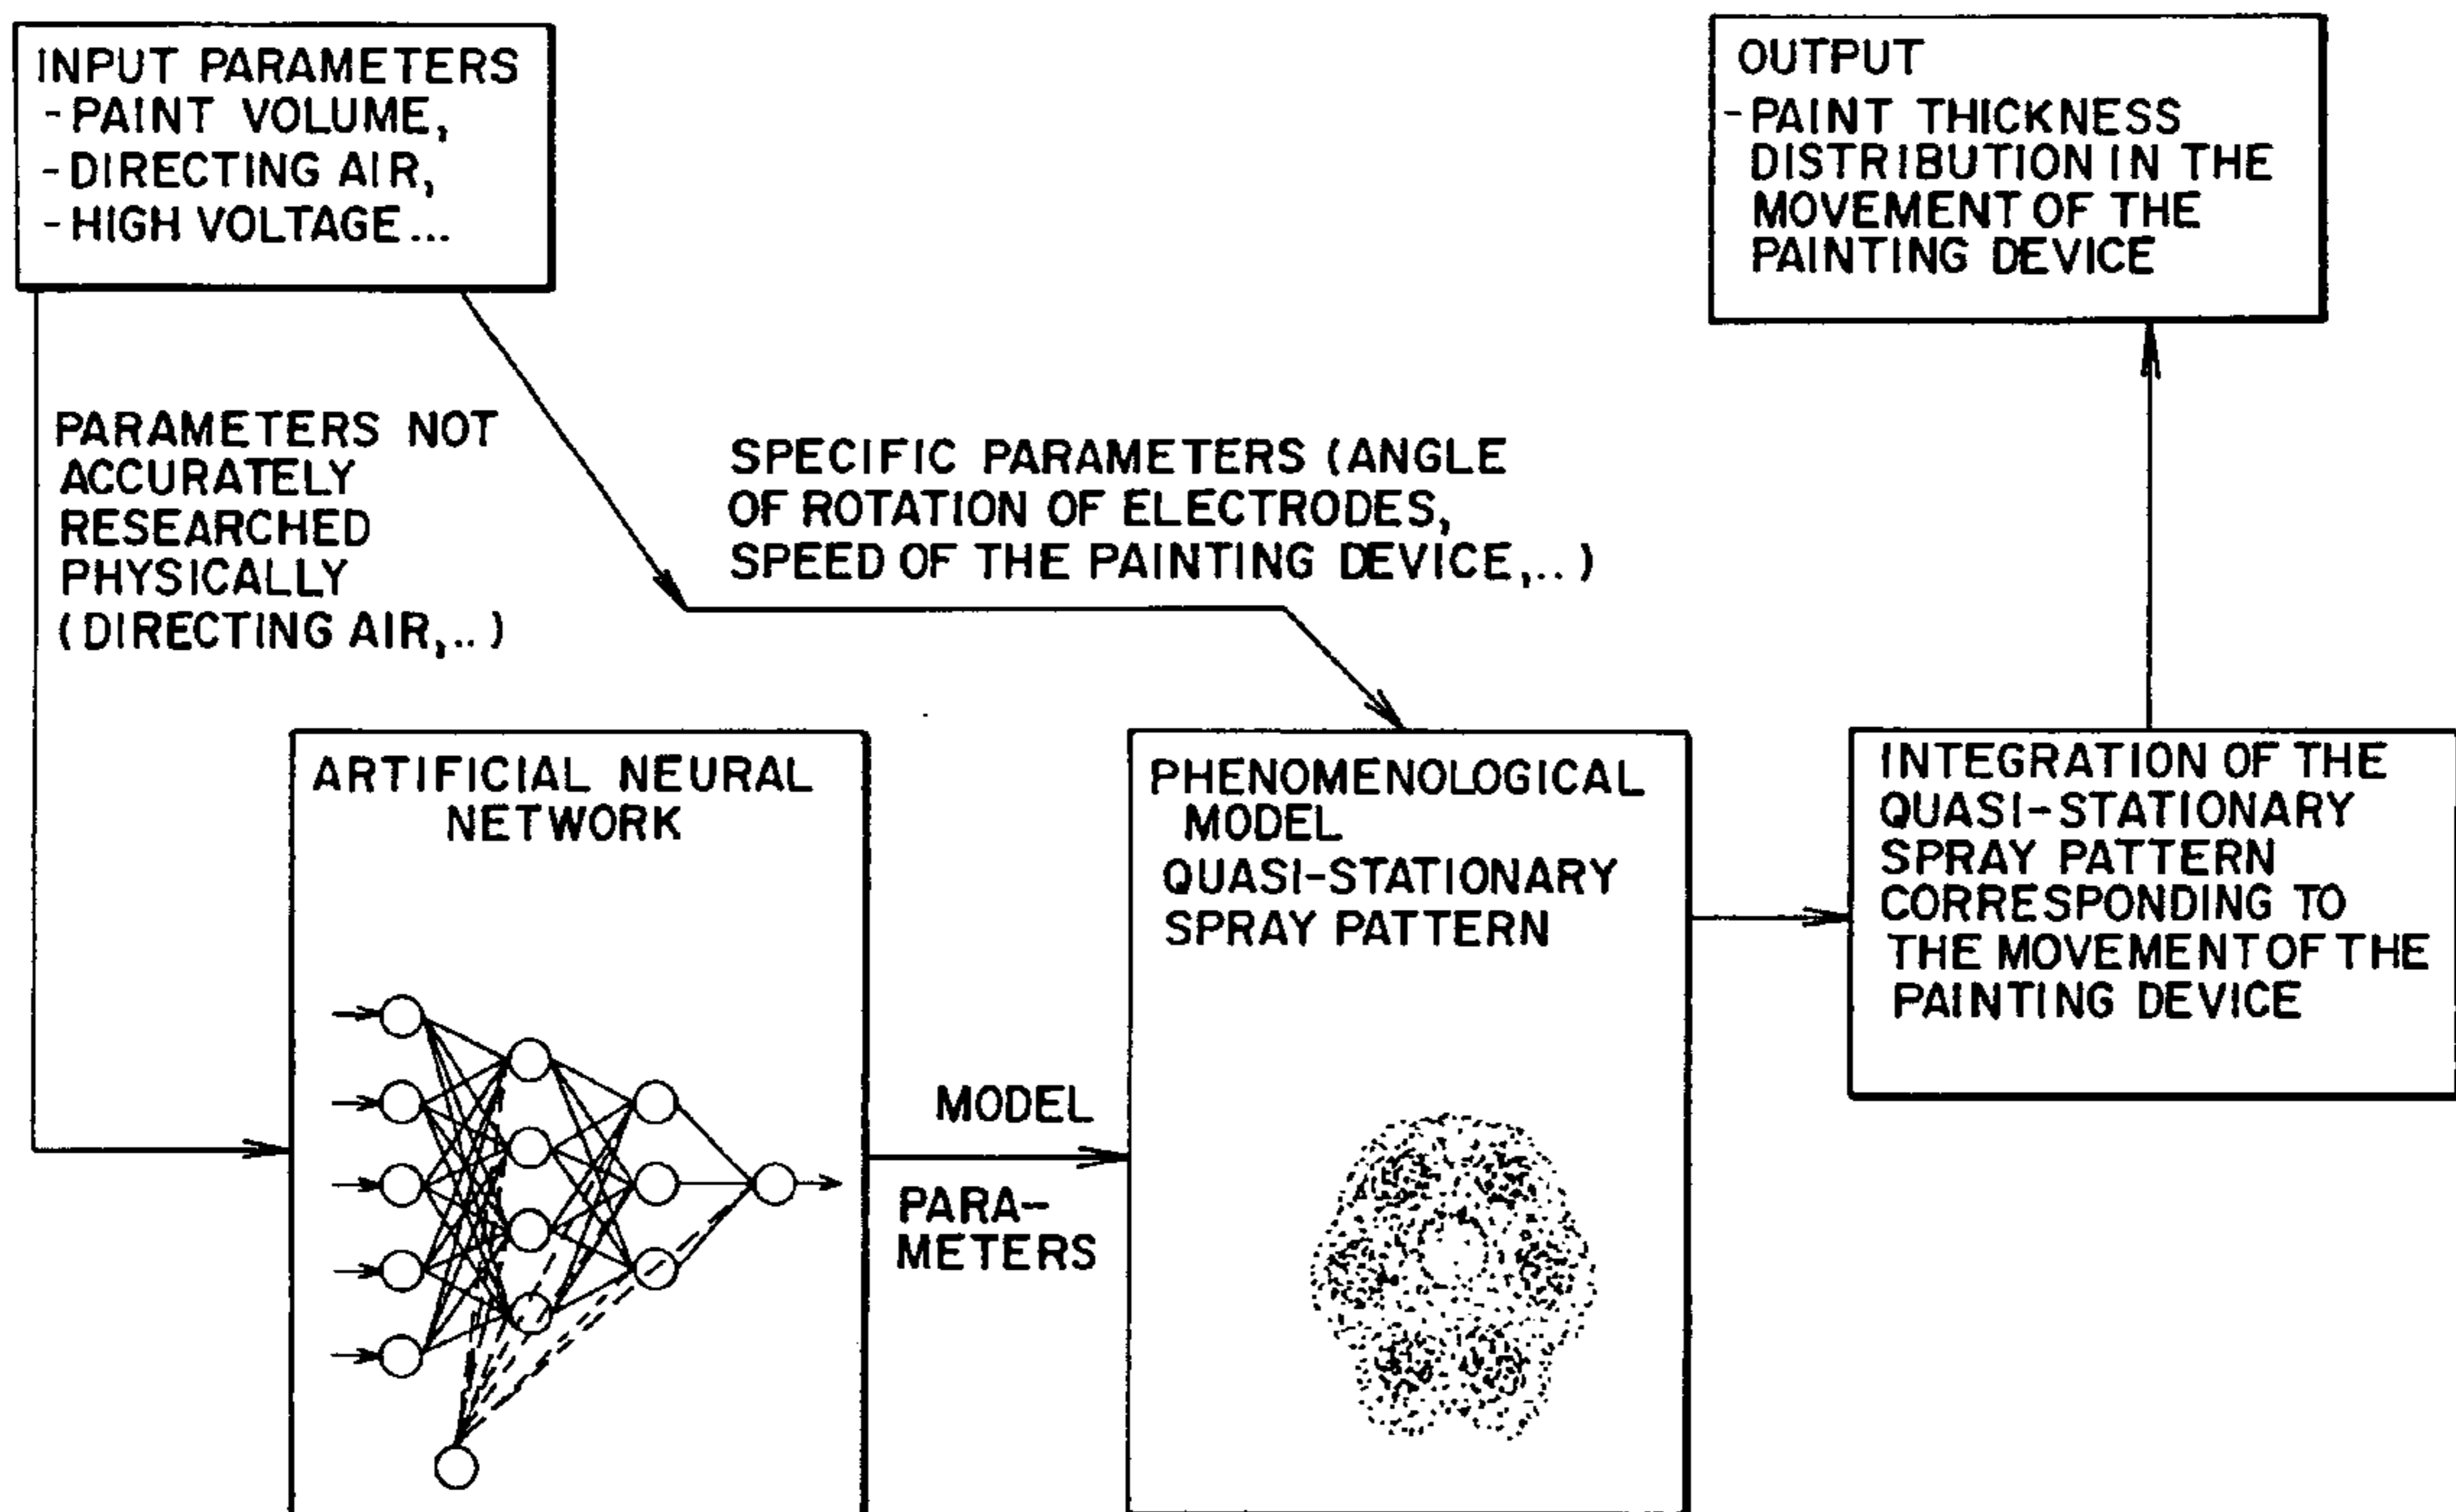 INPUT PARAMETERS
-PAINT VOLUME,
-DIRECTING AIR,
-HIGH VOLTAGE...
OUTPUT
-PAINT THICKNESS
DISTRIBUTION IN THE
MOVEMENT OF THE
PAINTING DEVICE
PARAMETERS NOT
ACCURATELY
RESEARCHED
PHYSICALLY
(DIRECTING AIR,..)
SPECIFIC PARAMETERS (ANGLE
OF ROTATION OF ELECTRODES,
SPEED OF THE PAINTING DEVICE,..)
ARTIFICIAL NEURAL
NETWORK
MODEL
PARA-
METERS
PHENOMENOLOGICAL
MODEL
QUASI-STATIONARY
SPRAY PATTERN
INTEGRATION OF THE
QUASI-STATIONARY
SPRAY PATTERN
CORRESPONDING TO
THE MOVEMENT OF THE
PAINTING DEVICE